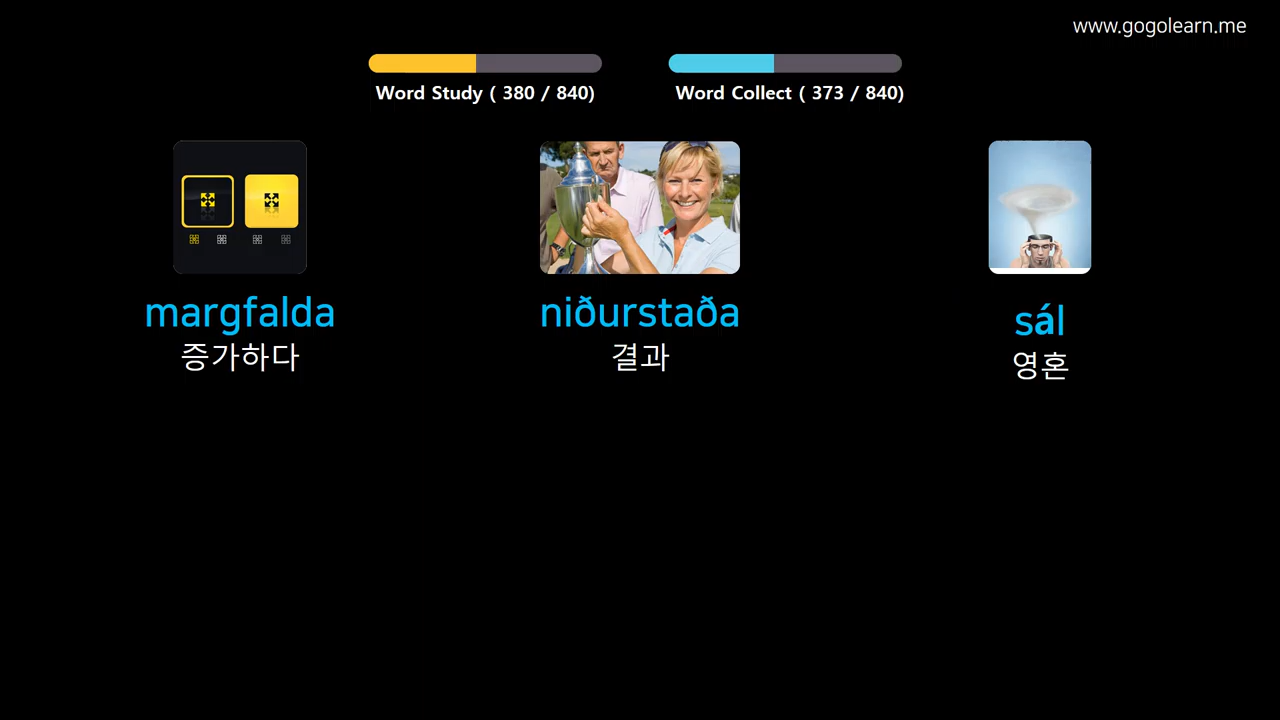 www.gogolearn.me
Word Study ( 380 / 840)
Word Collect ( 373 / 840)
margfalda
증가하다
niðurstaða
결과
sál
영혼